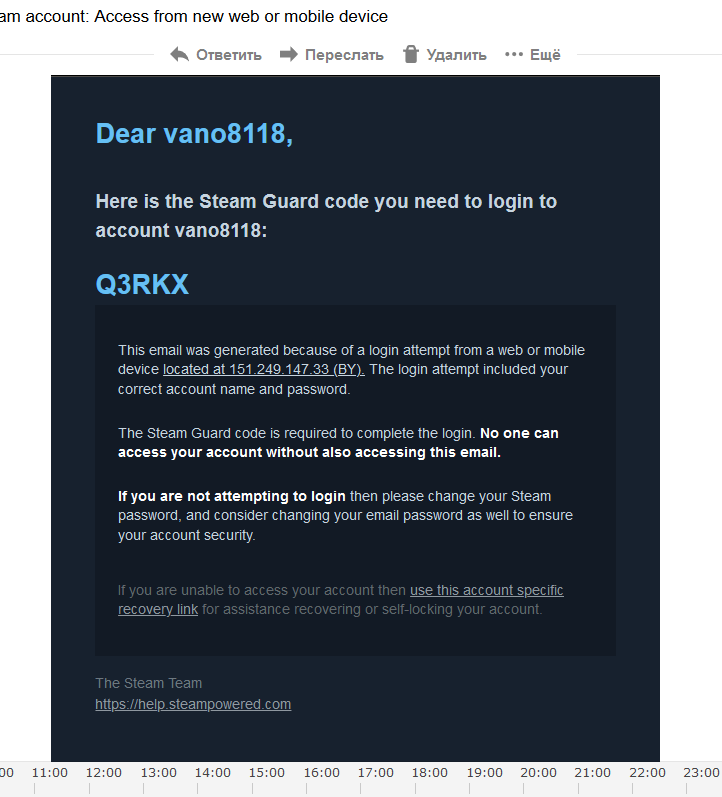 am account: Access from new web or mobile device
Ответить Переслать Удалить ••• Ещё
Dear vano8118,
Here is the Steam Guard code you need to login to
account vano8118:
Q3RKX
This email was generated because of a login attempt from a web or mobile
device located at 151.249.147.33 (BY). The login attempt included your
correct account name and password.
The Steam Guard code is required to complete the login. No one can
access your account without also accessing this email.
If you are not attempting to login then please change your Steam
password, and consider changing your email password as well to ensure
your account security.
If you are unable to access your account then use this account specific
recovery link for assistance recovering or self-locking your account.
The Steam Team
https://help.steampowered.com
00 11:00 12:00 13:00 14:00 15:00 16:00 17:00 18:00 19:00 20:00 21:00 22:00 23:00